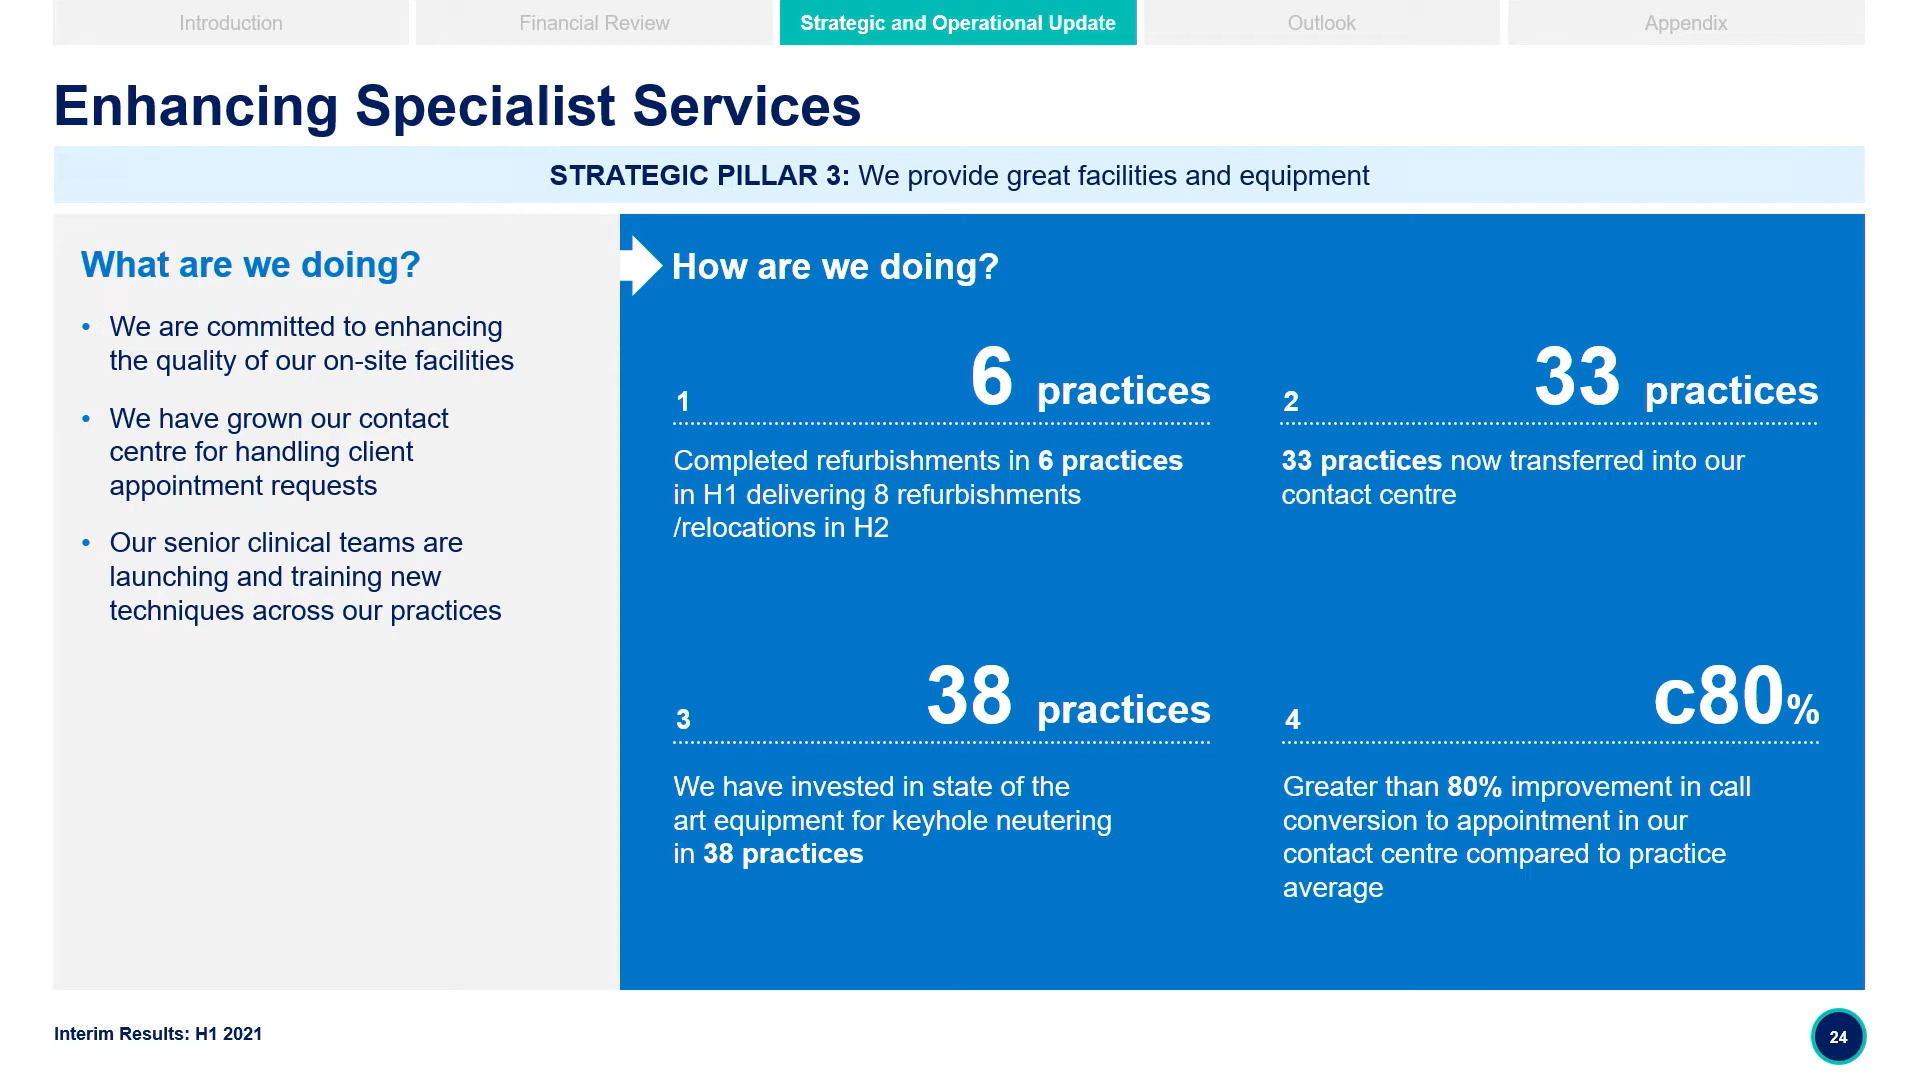 Introduction
Financial Review
Strategic and Operational Update
Outlook
Appendix
Enhancing Specialist Services
STRATEGIC PILLAR 3: We provide great facilities and equipment
What are we doing?
• We are committed to enhancing
the quality of our on-site facilities
• We have grown our contact
centre for handling client
appointment requests
• Our senior clinical teams are
launching and training new
techniques across our practices
How are we doing?
1 6 practices
Completed refurbishments in 6 practices
in H1 delivering 8 refurbishments
/relocations in H2
2 33 practices
33 practices now transferred into our
contact centre
3 38 practices
We have invested in state of the
art equipment for keyhole neutering
in 38 practices
4 c80%
Greater than 80% improvement in call
conversion to appointment in our
contact centre compared to practice
average
Interim Results: H1 2021
24